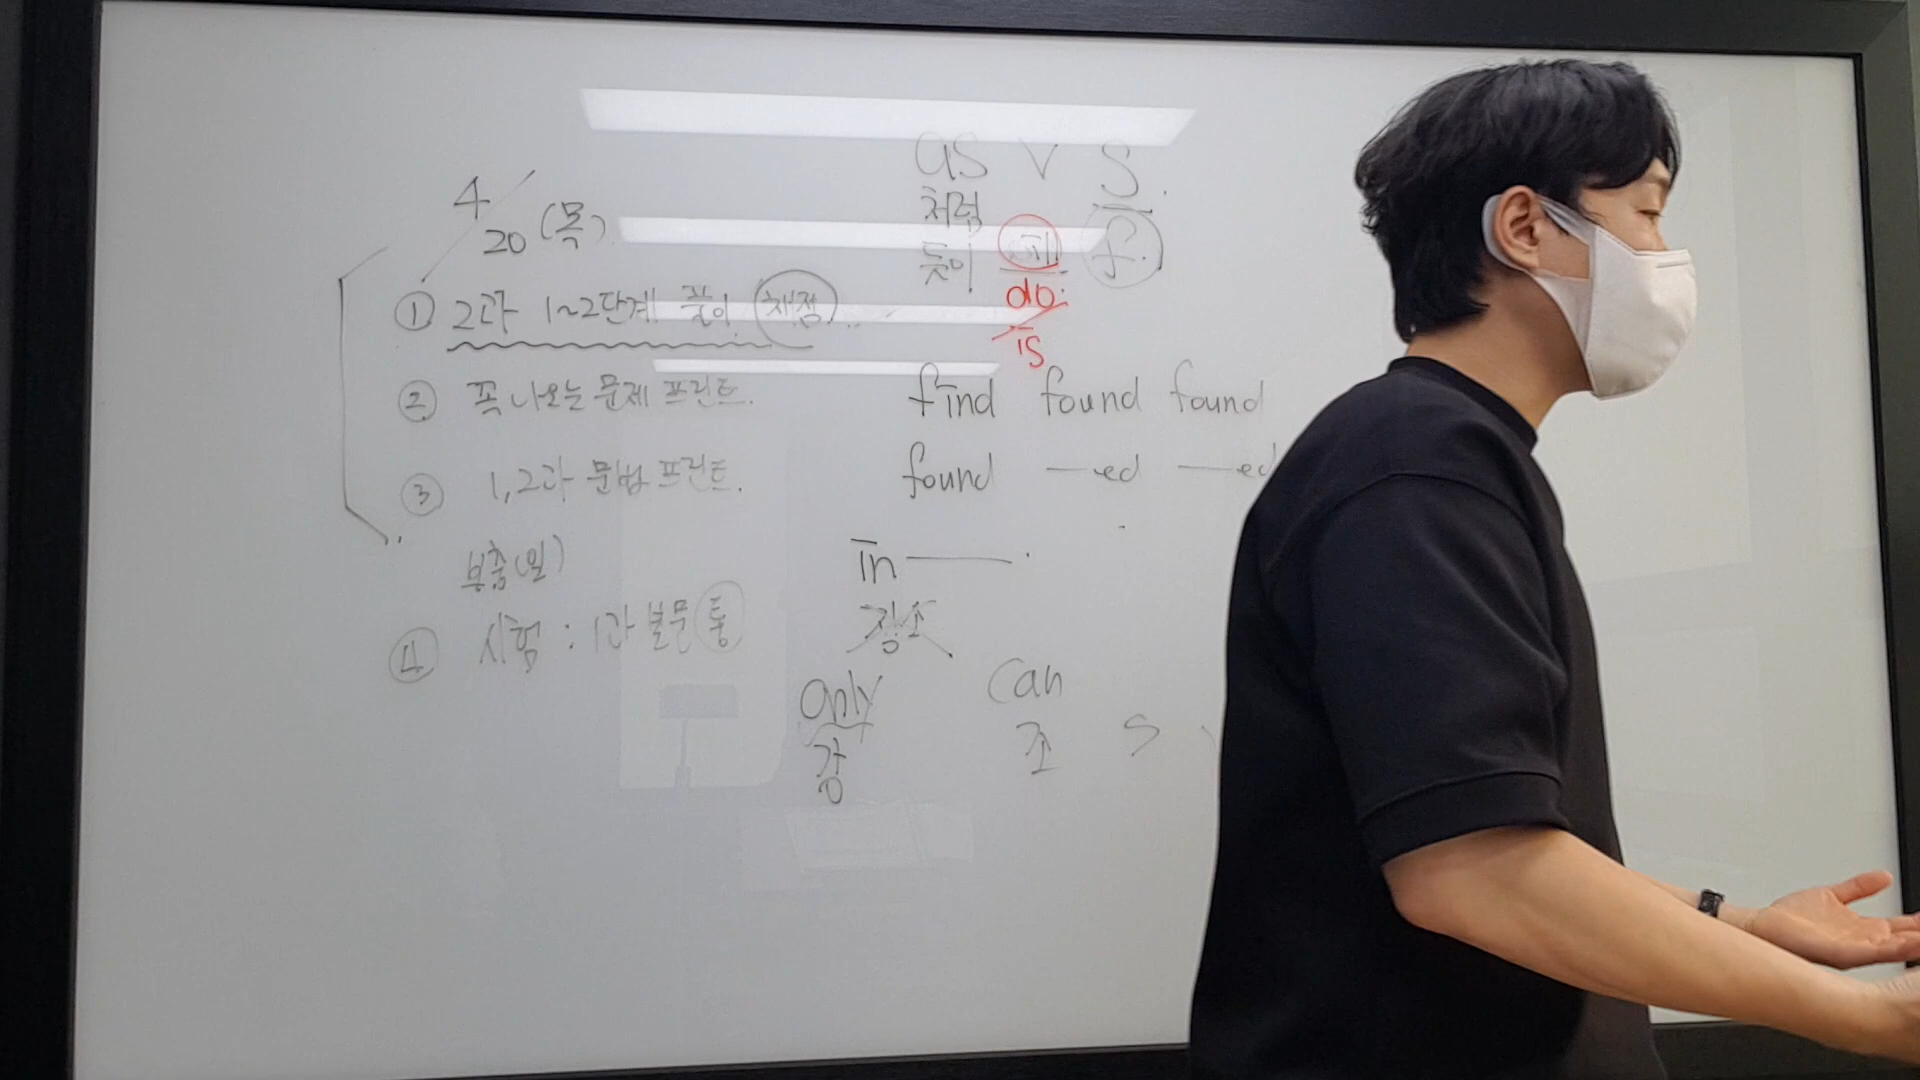 4/20 (목)
① 2과 1~2단계 풀이 채점
② 꼭 나오는 문제 프린트.
③ 1,2과 문법 프린트.
보충(일)
④ 시험 : 1과 본문 통
as V S.
처럼
듯이 f.
do
is
find found found
found —ed —ed
in —
장소
only can
강 조 S